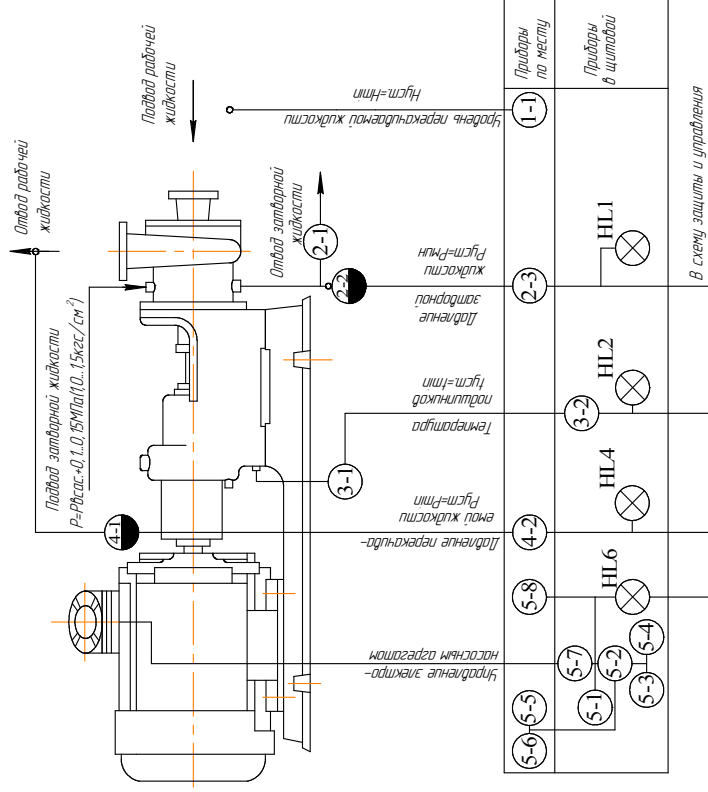 Отвод рабочей
жидкости
Подвод рабочей
жидкости
Подвод затворной жидкости
P=Pвсас.+0,1...0,15МПа(1,0...1,5кгс/см²)
Отвод затворной
жидкости
4-1
2-1
2-2
3-1
Управление электро-
насосным агрегатом
Давление перекачива-
емой жидкости
Pуст.=Pmin
Температура
подшипников
tуст.=tmin
Давление
затворной
жидкости
Pуст=Pмин
Уровень перекачиваемой жидкости
Hуст.=Hmin
Приборы
по месту
5-6
5-5
5-8
4-2
2-3
1-1
Приборы
в щитовой
5-7
5-1
5-2
5-3
5-4
HL6
HL4
3-2
HL2
HL1
В схему защиты и управления